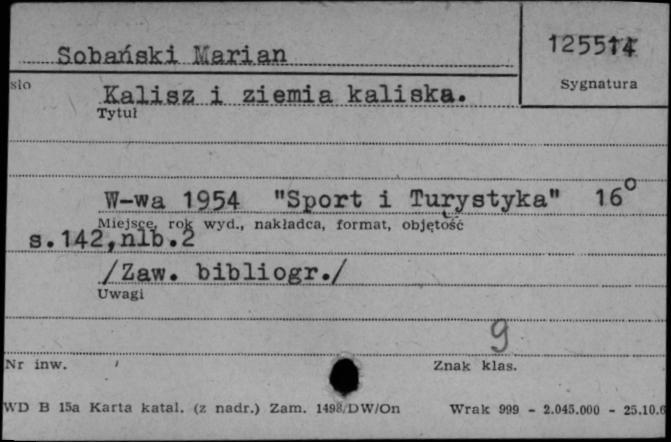 Sobański Marian
125514
sło
Sygnatura
Kalisz i ziemia kaliska.
Tytuł
W-wa 1954 "Sport i Turystyka" 16°
Miejsce, rok wyd., nakładca, format, objętość
s.142,nlb.2
/Zaw. bibliogr./
Uwagi
9
Nr inw.
Znak klas.
WD B 15a Karta katal. (z nadr.) Zam. 1498/DW/On Wrak 999 - 2.045.000 - 25.10.6